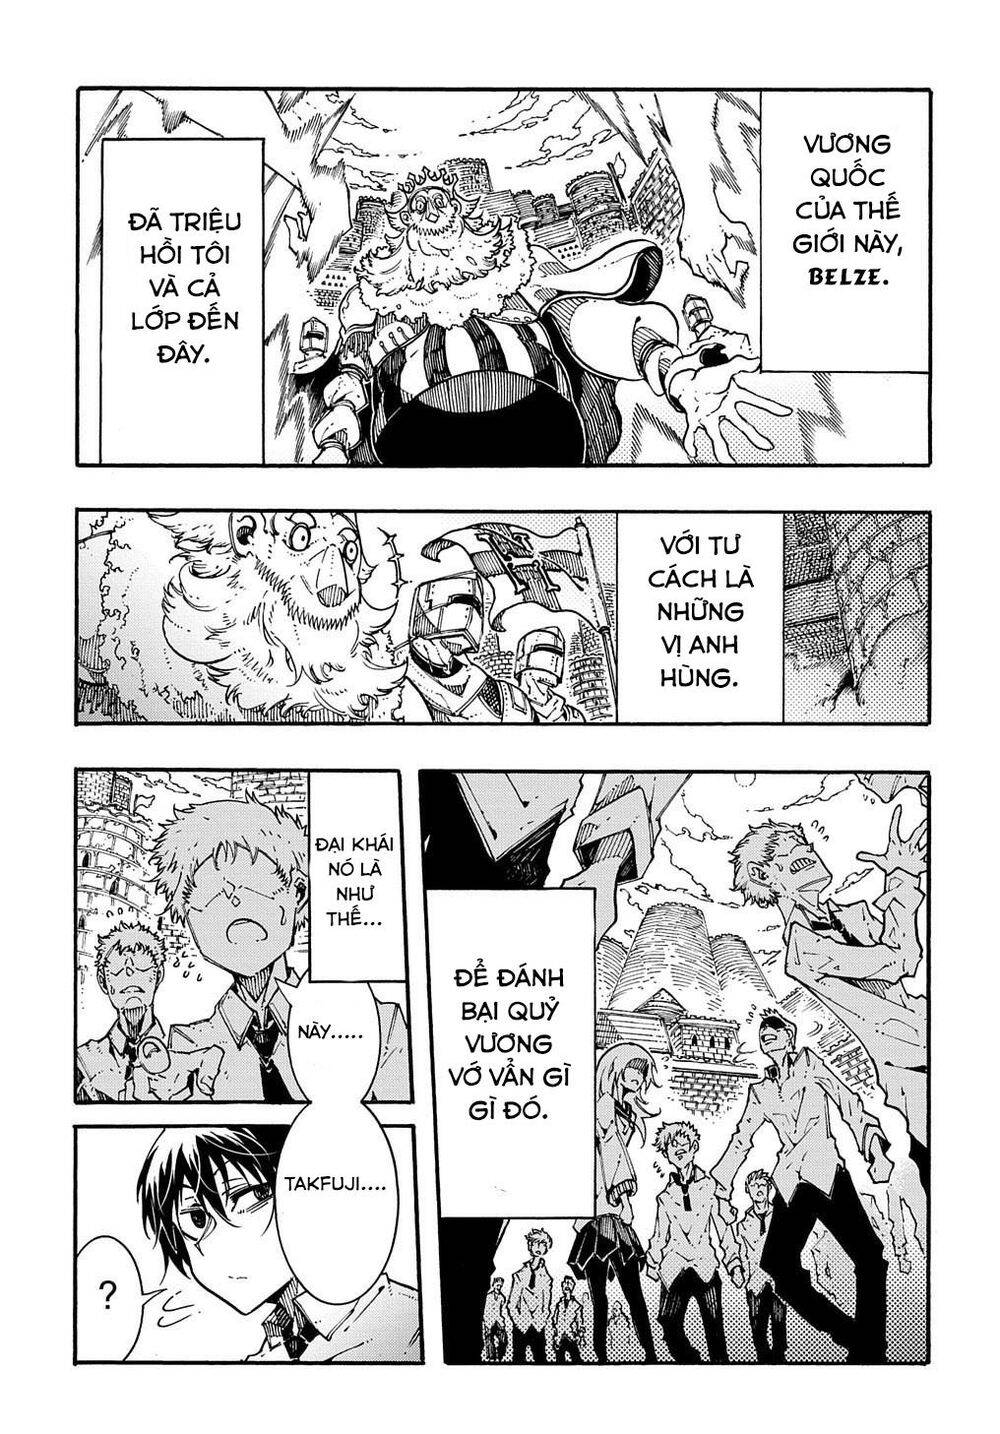 VƯƠNG
QUỐC
CỦA THẾ
GIỚI NÀY,
BELZE.
ĐÃ TRIỆU
HỒI TÔI
VÀ CẢ
LỚP ĐẾN
ĐÂY.
VỚI TƯ
CÁCH LÀ
NHỮNG
VỊ ANH
HÙNG.
ĐỂ ĐÁNH
BẠI QUỶ
VƯƠNG
VỚ VẨN GÌ
GÌ ĐÓ.
ĐẠI KHÁI
NÓ LÀ
NHƯ
THẾ...
NÀY.....
TAKFUJI....
?